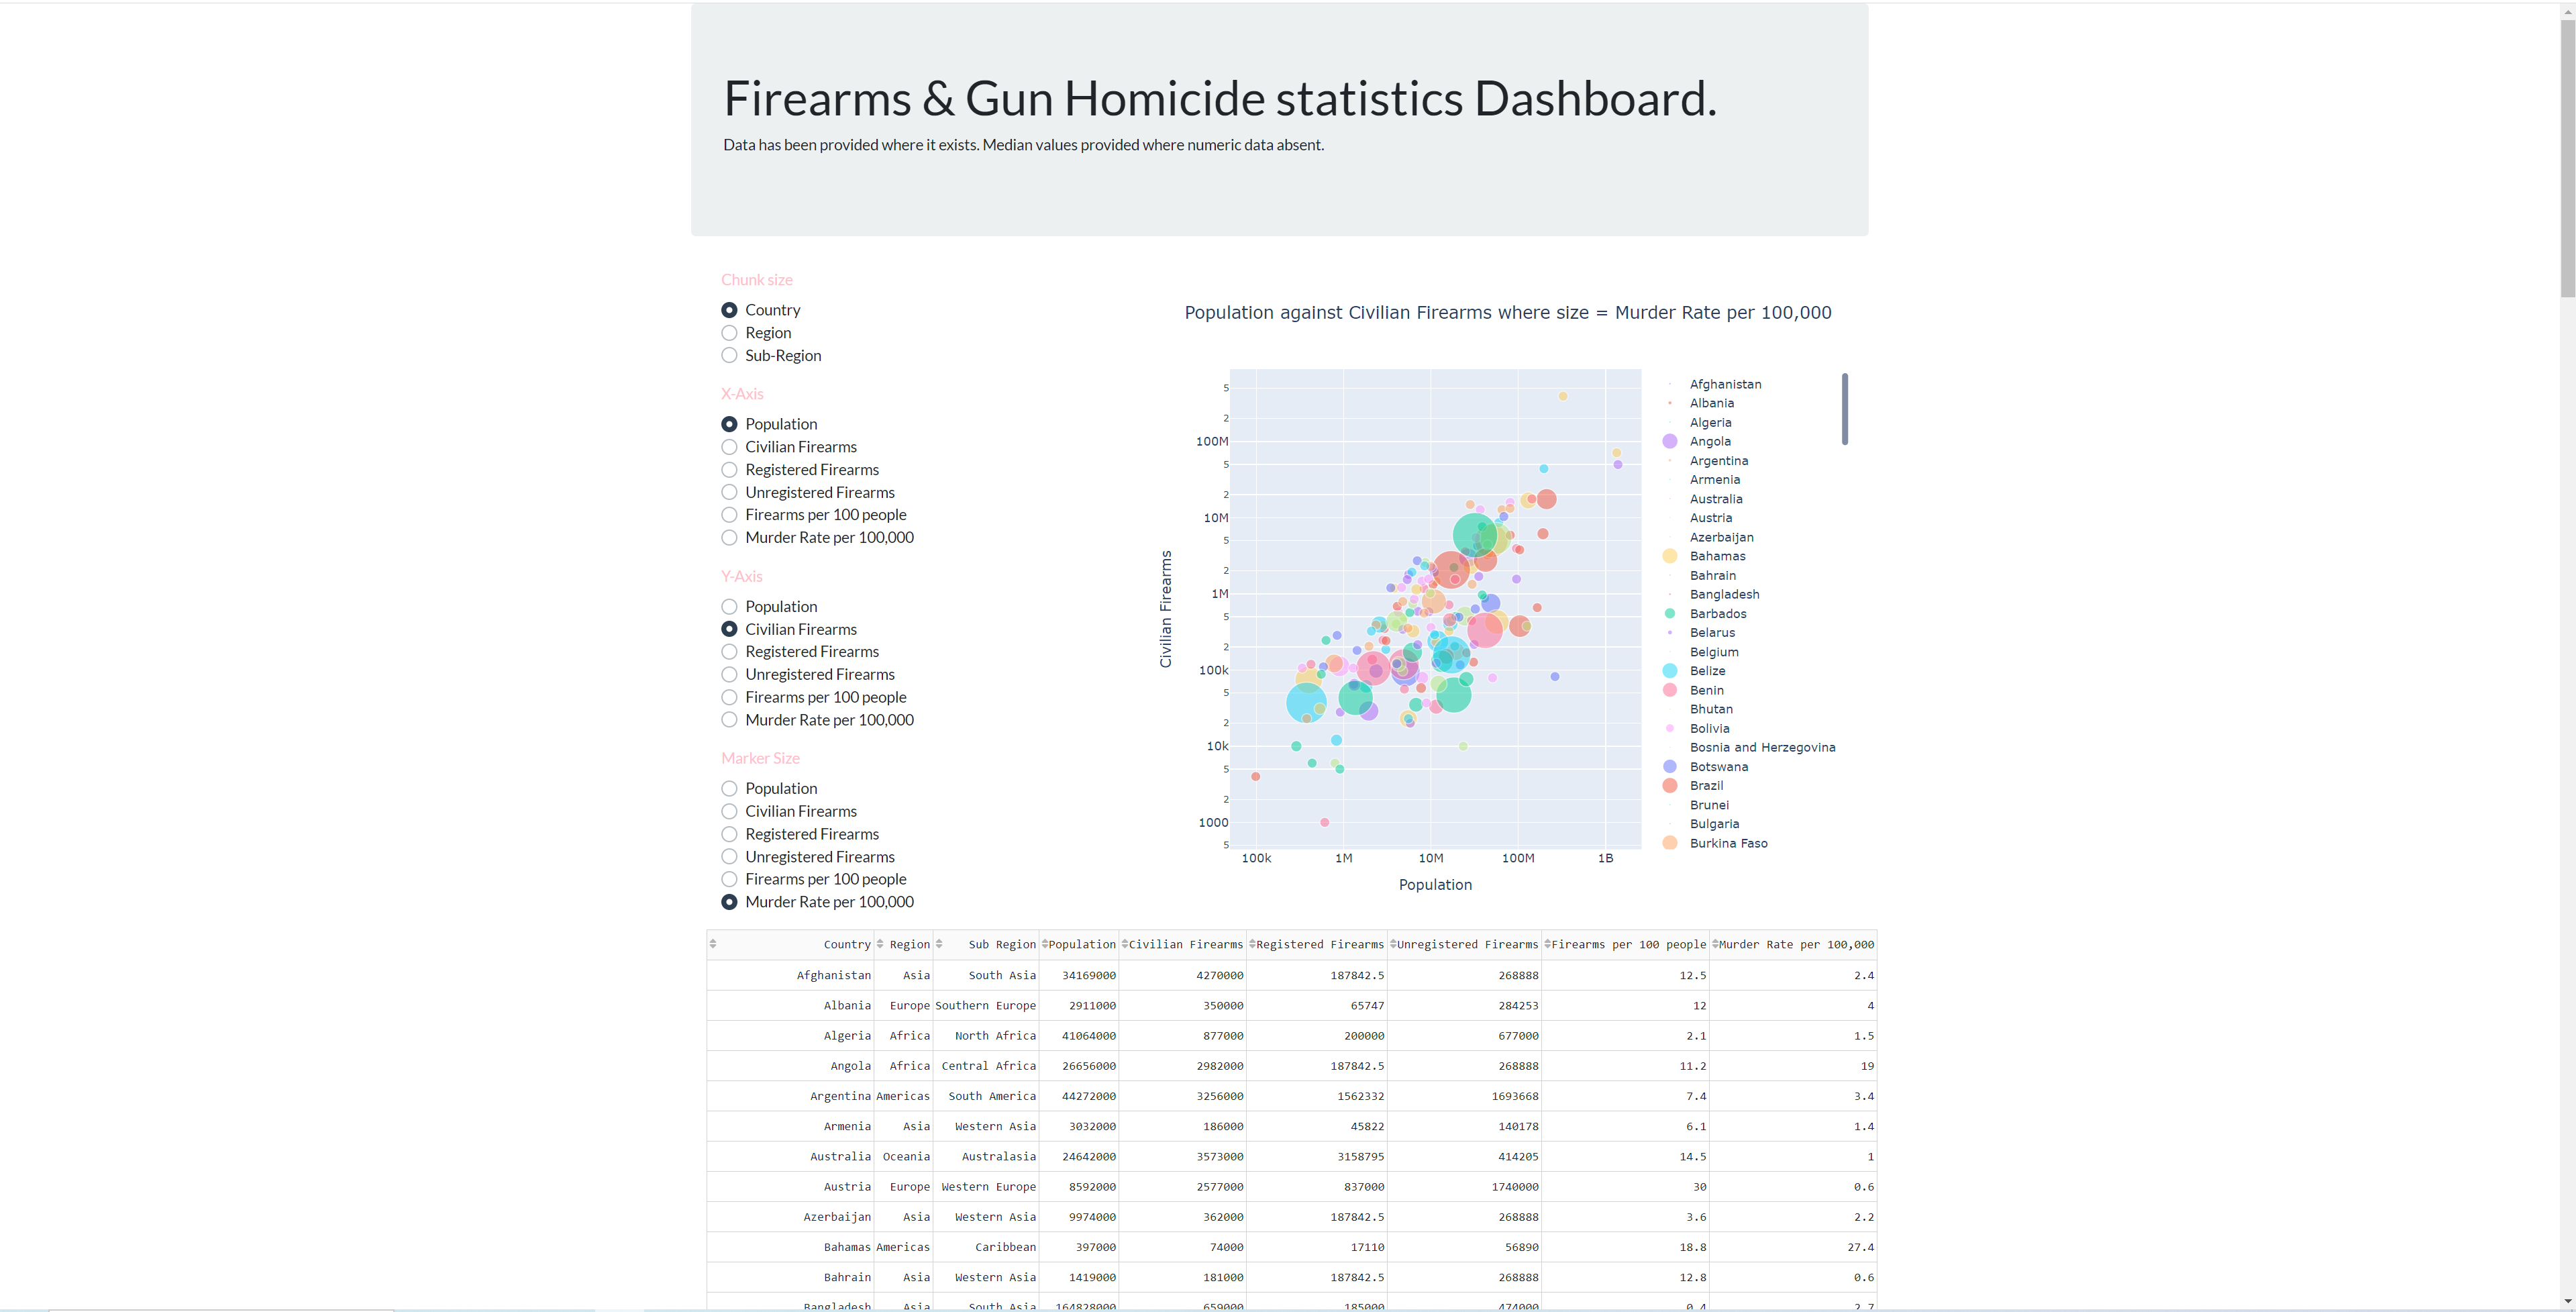 Firearms & Gun Homicide statistics Dashboard.
Data has been provided where it exists. Median values provided where numeric data absent.
Chunk size
Country
Region
Sub-Region
X-Axis
Population
Civilian Firearms
Registered Firearms
Unregistered Firearms
Firearms per 100 people
Murder Rate per 100,000
Y-Axis
Population
Civilian Firearms
Registered Firearms
Unregistered Firearms
Firearms per 100 people
Murder Rate per 100,000
Marker Size
Population
Civilian Firearms
Registered Firearms
Unregistered Firearms
Firearms per 100 people
Murder Rate per 100,000
Population against Civilian Firearms where size = Murder Rate per 100,000
Civilian Firearms
5
2
100M
5
2
10M
5
2
1M
5
2
100k
5
2
10k
5
2
1000
5
100k 1M 10M 100M 1B
Population
Afghanistan
Albania
Algeria
Angola
Argentina
Armenia
Australia
Austria
Azerbaijan
Bahamas
Bahrain
Bangladesh
Barbados
Belarus
Belgium
Belize
Benin
Bhutan
Bolivia
Bosnia and Herzegovina
Botswana
Brazil
Brunei
Bulgaria
Burkina Faso
Country Region Sub Region Population Civilian Firearms Registered Firearms Unregistered Firearms Firearms per 100 people Murder Rate per 100,000
Afghanistan Asia South Asia 34169000 4270000 187842.5 268888 12.5 2.4
Albania Europe Southern Europe 2911000 350000 65747 284253 12 4
Algeria Africa North Africa 41064000 877000 200000 677000 2.1 1.5
Angola Africa Central Africa 26656000 2982000 187842.5 268888 11.2 19
Argentina Americas South America 44272000 3256000 1562332 1693668 7.4 3.4
Armenia Asia Western Asia 3032000 186000 45822 140178 6.1 1.4
Australia Oceania Australasia 24642000 3573000 3158795 414205 14.5 1
Austria Europe Western Europe 8592000 2577000 837000 1740000 30 0.6
Azerbaijan Asia Western Asia 9974000 362000 187842.5 268888 3.6 2.2
Bahamas Americas Caribbean 397000 74000 17110 56890 18.8 27.4
Bahrain Asia Western Asia 1419000 181000 187842.5 268888 12.8 0.6
Bangladesh Asia South Asia 164828000 659000 185000 474000 0.4 2.7